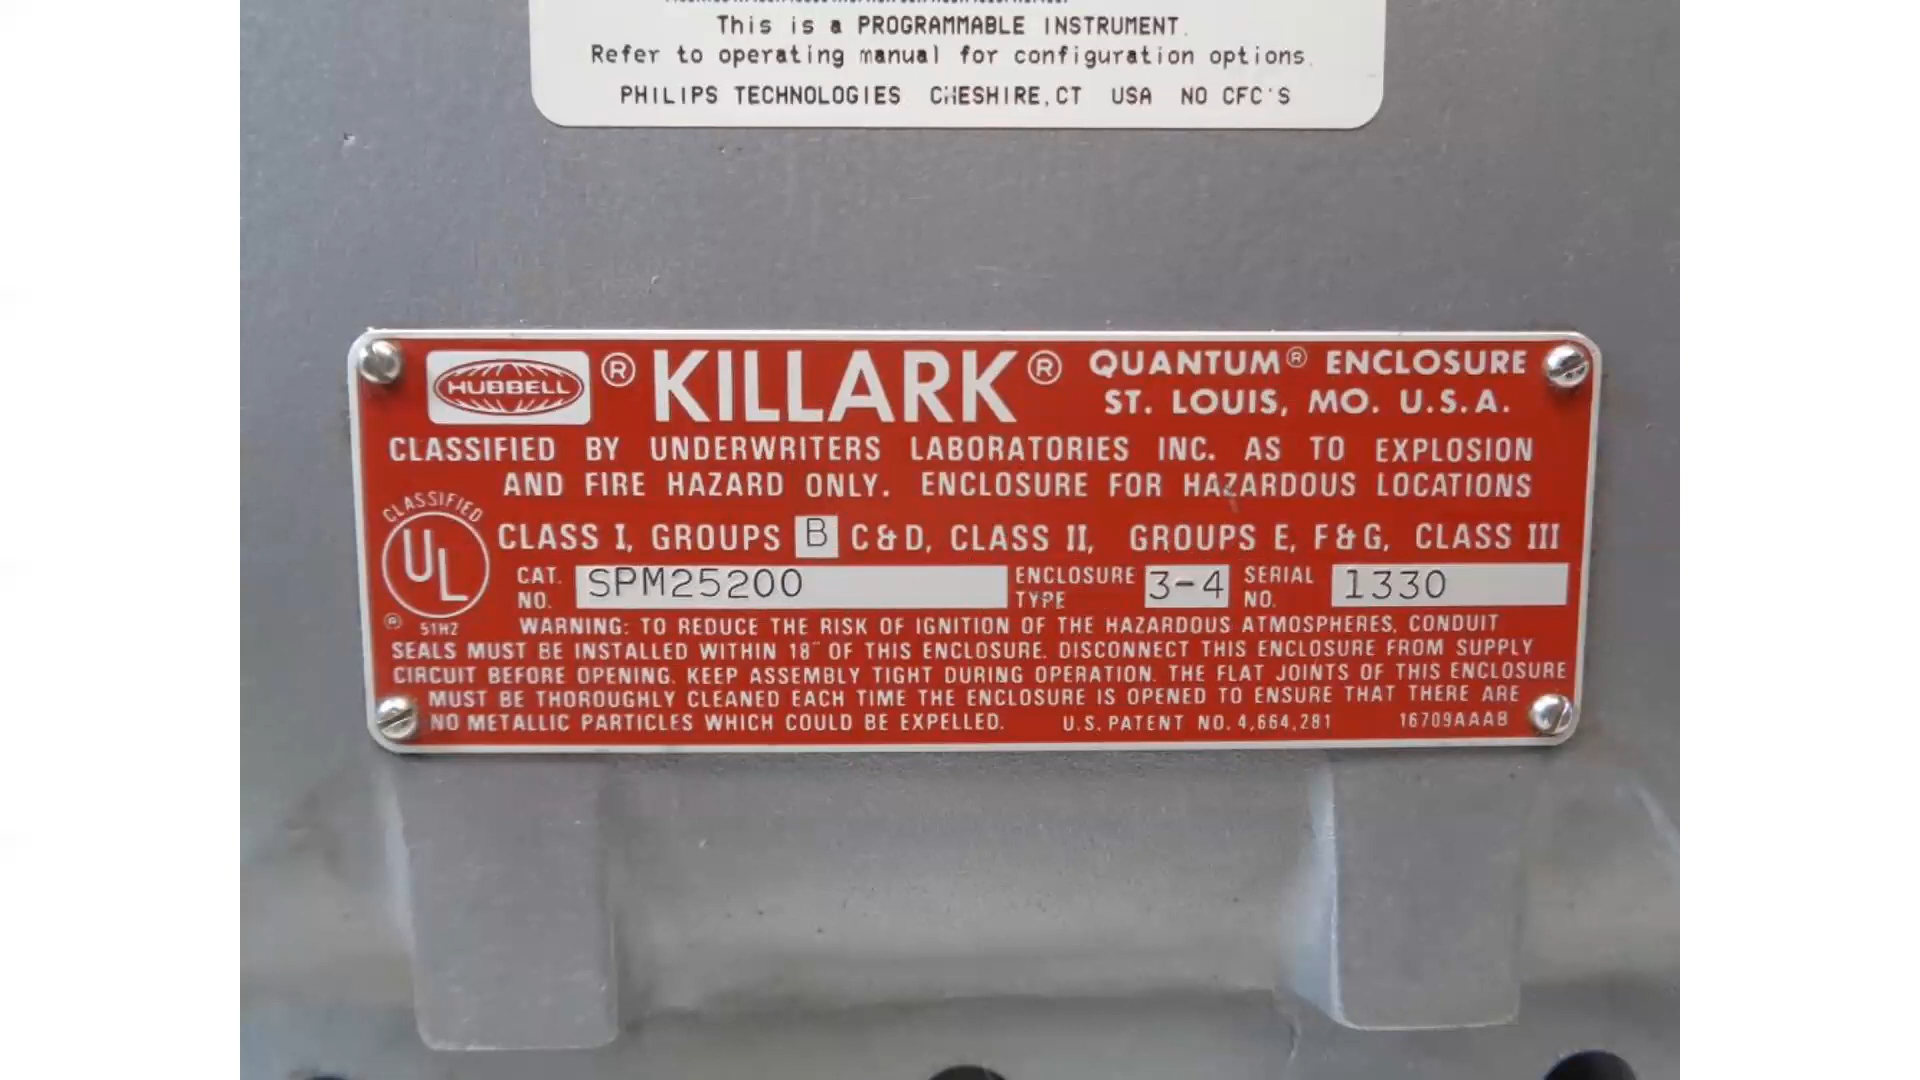 This is a PROGRAMMABLE INSTRUMENT.
Refer to operating manual for configuration options.
PHILIPS TECHNOLOGIES CHESHIRE, CT USA NO CFC'S
HUBBELL ® KILLARK® QUANTUM® ENCLOSURE
ST. LOUIS, MO. U.S.A.
CLASSIFIED BY UNDERWRITERS LABORATORIES INC. AS TO EXPLOSION
AND FIRE HAZARD ONLY. ENCLOSURE FOR HAZARDOUS LOCATIONS
CLASSIFIED
UL
® 51HZ
CLASS I, GROUPS B C & D, CLASS II, GROUPS E, F & G, CLASS III
CAT. NO. SPM25200 ENCLOSURE TYPE 3-4 SERIAL NO. 1330
WARNING: TO REDUCE THE RISK OF IGNITION OF THE HAZARDOUS ATMOSPHERES, CONDUIT
SEALS MUST BE INSTALLED WITHIN 18" OF THIS ENCLOSURE. DISCONNECT THIS ENCLOSURE FROM SUPPLY
CIRCUIT BEFORE OPENING. KEEP ASSEMBLY TIGHT DURING OPERATION. THE FLAT JOINTS OF THIS ENCLOSURE
MUST BE THOROUGHLY CLEANED EACH TIME THE ENCLOSURE IS OPENED TO ENSURE THAT THERE ARE
NO METALLIC PARTICLES WHICH COULD BE EXPELLED. U.S. PATENT NO. 4,664,281 16709AAAB